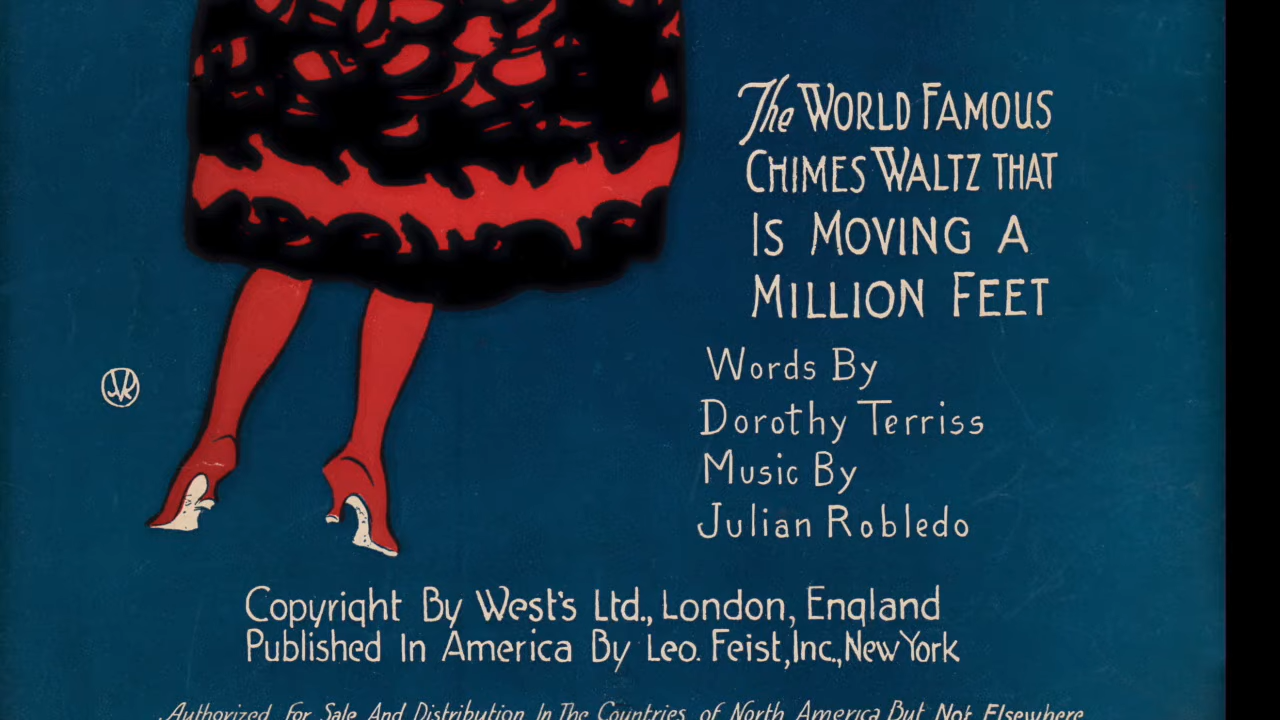 The WORLD FAMOUS
CHIMES WALTZ THAT
IS MOVING A
MILLION FEET
Words By
Dorothy Terriss
Music By
Julian Robledo
Copyright By West's Ltd., London, England
Published In America By Leo. Feist, Inc., New York
Authorized For Sale And Distribution In The Countries of North America But Not Elsewhere